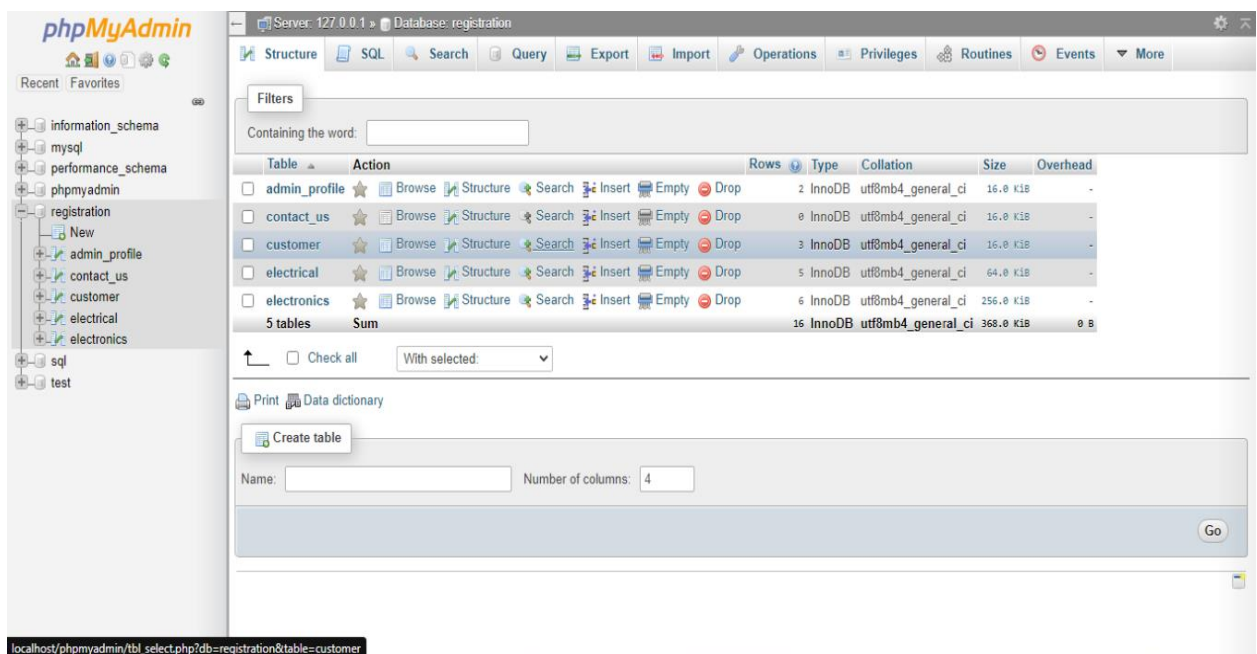 phpMyAdmin
Recent Favorites
information_schema
mysql
performance_schema
phpmyadmin
registration
New
admin_profile
contact_us
customer
electrical
electronics
sql
test
Server: 127.0.0.1 » Database: registration
Structure SQL Search Query Export Import Operations Privileges Routines Events More
Filters
Containing the word:
Table Action Rows Type Collation Size Overhead
admin_profile Browse Structure Search Insert Empty Drop 2 InnoDB utf8mb4_general_ci 16.0 KiB -
contact_us Browse Structure Search Insert Empty Drop 0 InnoDB utf8mb4_general_ci 16.0 KiB -
customer Browse Structure Search Insert Empty Drop 3 InnoDB utf8mb4_general_ci 16.0 KiB -
electrical Browse Structure Search Insert Empty Drop 5 InnoDB utf8mb4_general_ci 64.0 KiB -
electronics Browse Structure Search Insert Empty Drop 6 InnoDB utf8mb4_general_ci 256.0 KiB -
5 tables Sum 16 InnoDB utf8mb4_general_ci 368.0 KiB 0 B
Check all With selected:
Print Data dictionary
Create table
Name: Number of columns: 4
Go
localhost/phpmyadmin/tbl_select.php?db=registration&table=customer